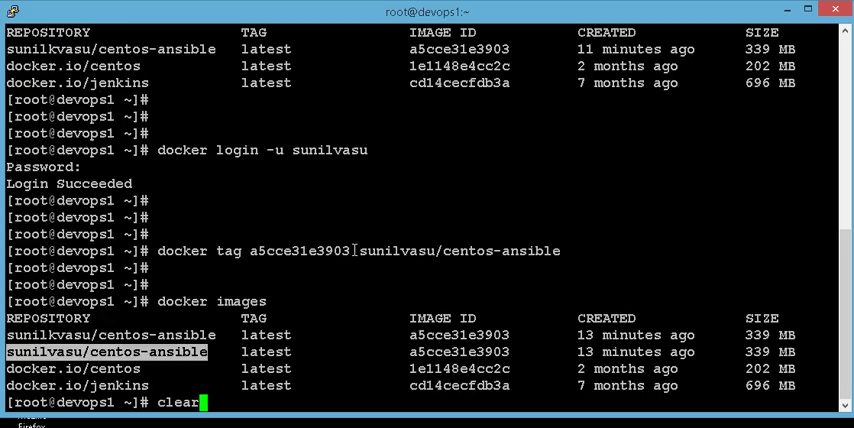 root@devops1:~
REPOSITORY TAG IMAGE ID CREATED SIZE
sunilkvasu/centos-ansible latest a5cce31e3903 11 minutes ago 339 MB
docker.io/centos latest 1e1148e4cc2c 2 months ago 202 MB
docker.io/jenkins latest cd14cecfdb3a 7 months ago 696 MB
[root@devops1 ~]#
[root@devops1 ~]#
[root@devops1 ~]#
[root@devops1 ~]# docker login -u sunilvasu
Password:
Login Succeeded
[root@devops1 ~]#
[root@devops1 ~]#
[root@devops1 ~]#
[root@devops1 ~]# docker tag a5cce31e3903 sunilvasu/centos-ansible
[root@devops1 ~]#
[root@devops1 ~]#
[root@devops1 ~]# docker images
REPOSITORY TAG IMAGE ID CREATED SIZE
sunilkvasu/centos-ansible latest a5cce31e3903 13 minutes ago 339 MB
sunilvasu/centos-ansible latest a5cce31e3903 13 minutes ago 339 MB
docker.io/centos latest 1e1148e4cc2c 2 months ago 202 MB
docker.io/jenkins latest cd14cecfdb3a 7 months ago 696 MB
[root@devops1 ~]# clear
Firefox